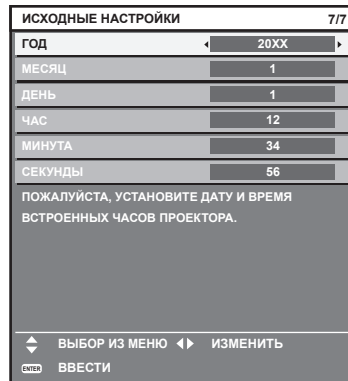 ИСХОДНЫЕ НАСТРОЙКИ 7/7
ГОД 20XX
МЕСЯЦ 1
ДЕНЬ 1
ЧАС 12
МИНУТА 34
СЕКУНДЫ 56
ПОЖАЛУЙСТА, УСТАНОВИТЕ ДАТУ И ВРЕМЯ
ВСТРОЕННЫХ ЧАСОВ ПРОЕКТОРА.
ВЫБОР ИЗ МЕНЮ ИЗМЕНИТЬ
ENTER ВВЕСТИ